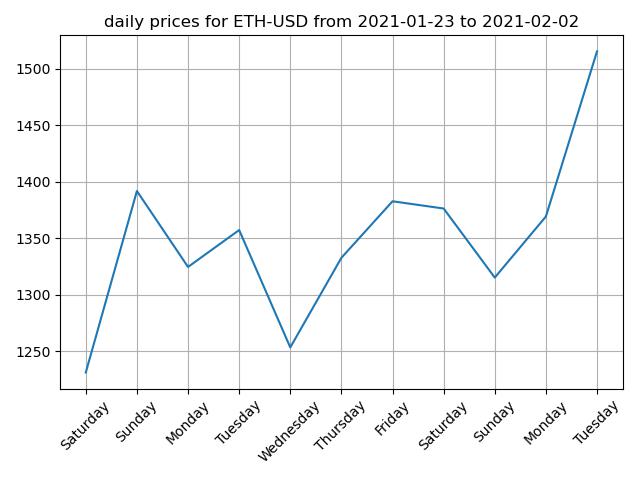 daily prices for ETH-USD from 2021-01-23 to 2021-02-02
1500
1450
1400
1350
1300
1250
Saturday
Sunday
Monday
Tuesday
Wednesday
Thursday
Friday
Saturday
Sunday
Monday
Tuesday